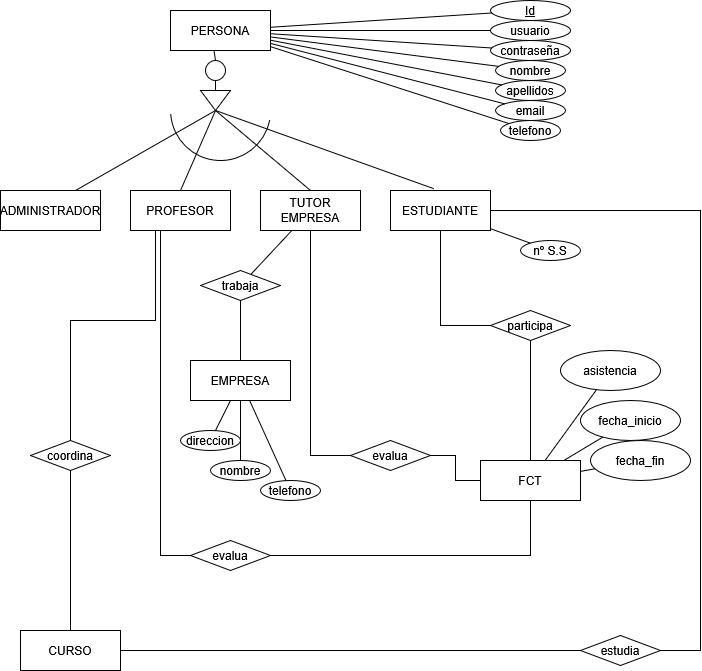 Id
PERSONA
usuario
contraseña
nombre
apellidos
email
telefono
ADMINISTRADOR
PROFESOR
TUTOR
EMPRESA
ESTUDIANTE
nº S.S
trabaja
participa
EMPRESA
asistencia
fecha_inicio
direccion
coordina
evalua
fecha_fin
nombre
FCT
telefono
evalua
CURSO
estudia